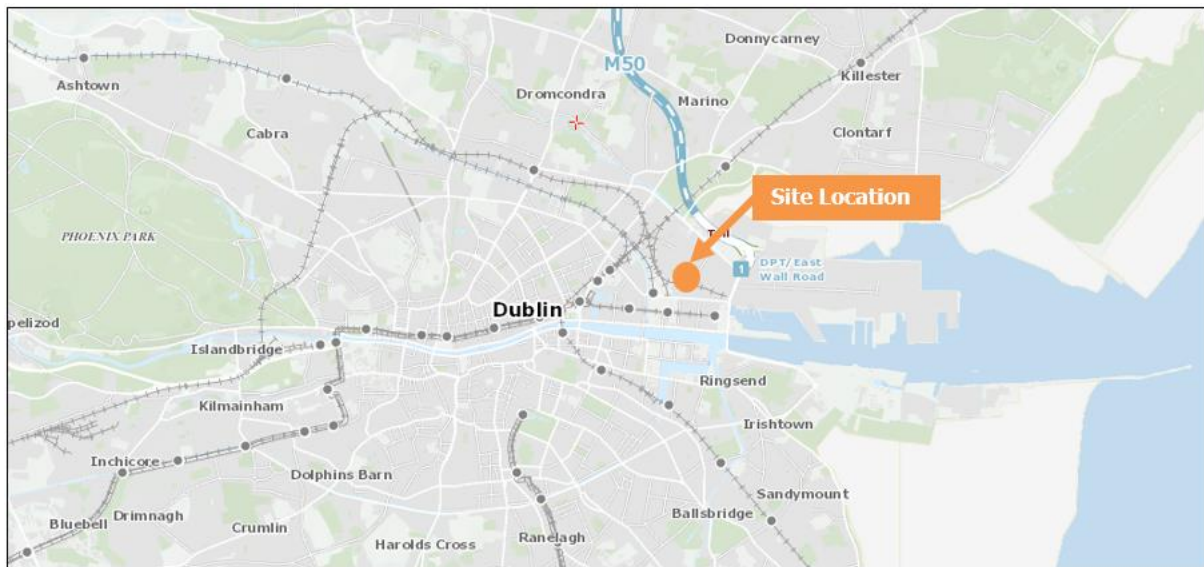 Donnycarney
M50
Killester
Ashtown
Dromcondra
Marino
Cabra
Clontarf
Site Location
PHOENIX PARK
DPT/East
Wall Road
1
Dublin
pelizod
Islandbridge
Ringsend
Kilmainham
Irishtown
Inchicore
Dolphins Barn
Sandymount
Drimnagh
Ballsbridge
Bluebell
Crumlin
Harolds Cross
Ranelagh